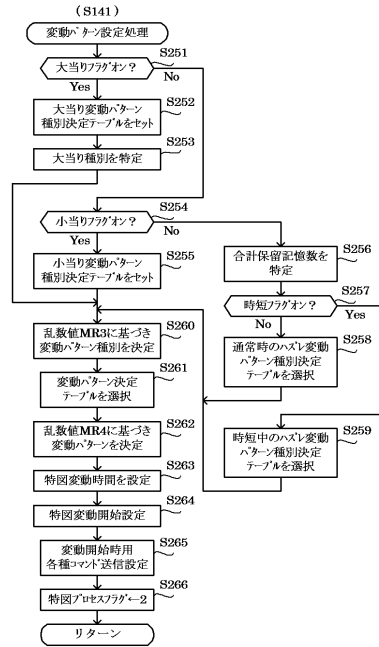 (S141)
変動パターン設定処理
S251
大当りフラグオン?
No
Yes
S252
大当り変動パターン
種別決定テーブルをセット
S253
大当り種別を特定
S254
小当りフラグオン?
No
Yes
S255
小当り変動パターン
種別決定テーブルをセット
S256
合計保留記憶数を
特定
S257
時短フラグオン?
Yes
No
S258
通常時のハズレ変動
パターン種別決定
テーブルを選択
S259
時短中のハズレ変動
パターン種別決定
テーブルを選択
S260
乱数値MR3に基づき
変動パターン種別を決定
S261
変動パターン決定
テーブルを選択
S262
乱数値MR4に基づき
変動パターンを決定
S263
特図変動時間を設定
S264
特図変動開始設定
S265
変動開始時用
各種コマンド送信設定
S266
特図プロセスフラグ←2
リターン